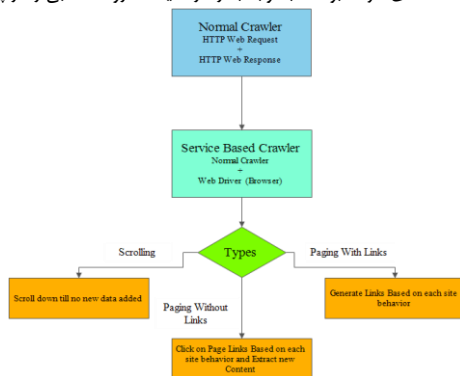 Normal Crawler
HTTP Web Request
+
HTTP Web Response
Service Based Crawler
Normal Crawler
+
Web Driver (Browser)
Types
Scrolling
Paging With Links
Paging Without
Links
Scroll down till no new data added
Generate Links Based on each site
behavior
Click on Page Links Based on each
site behavior and Extract new
Content